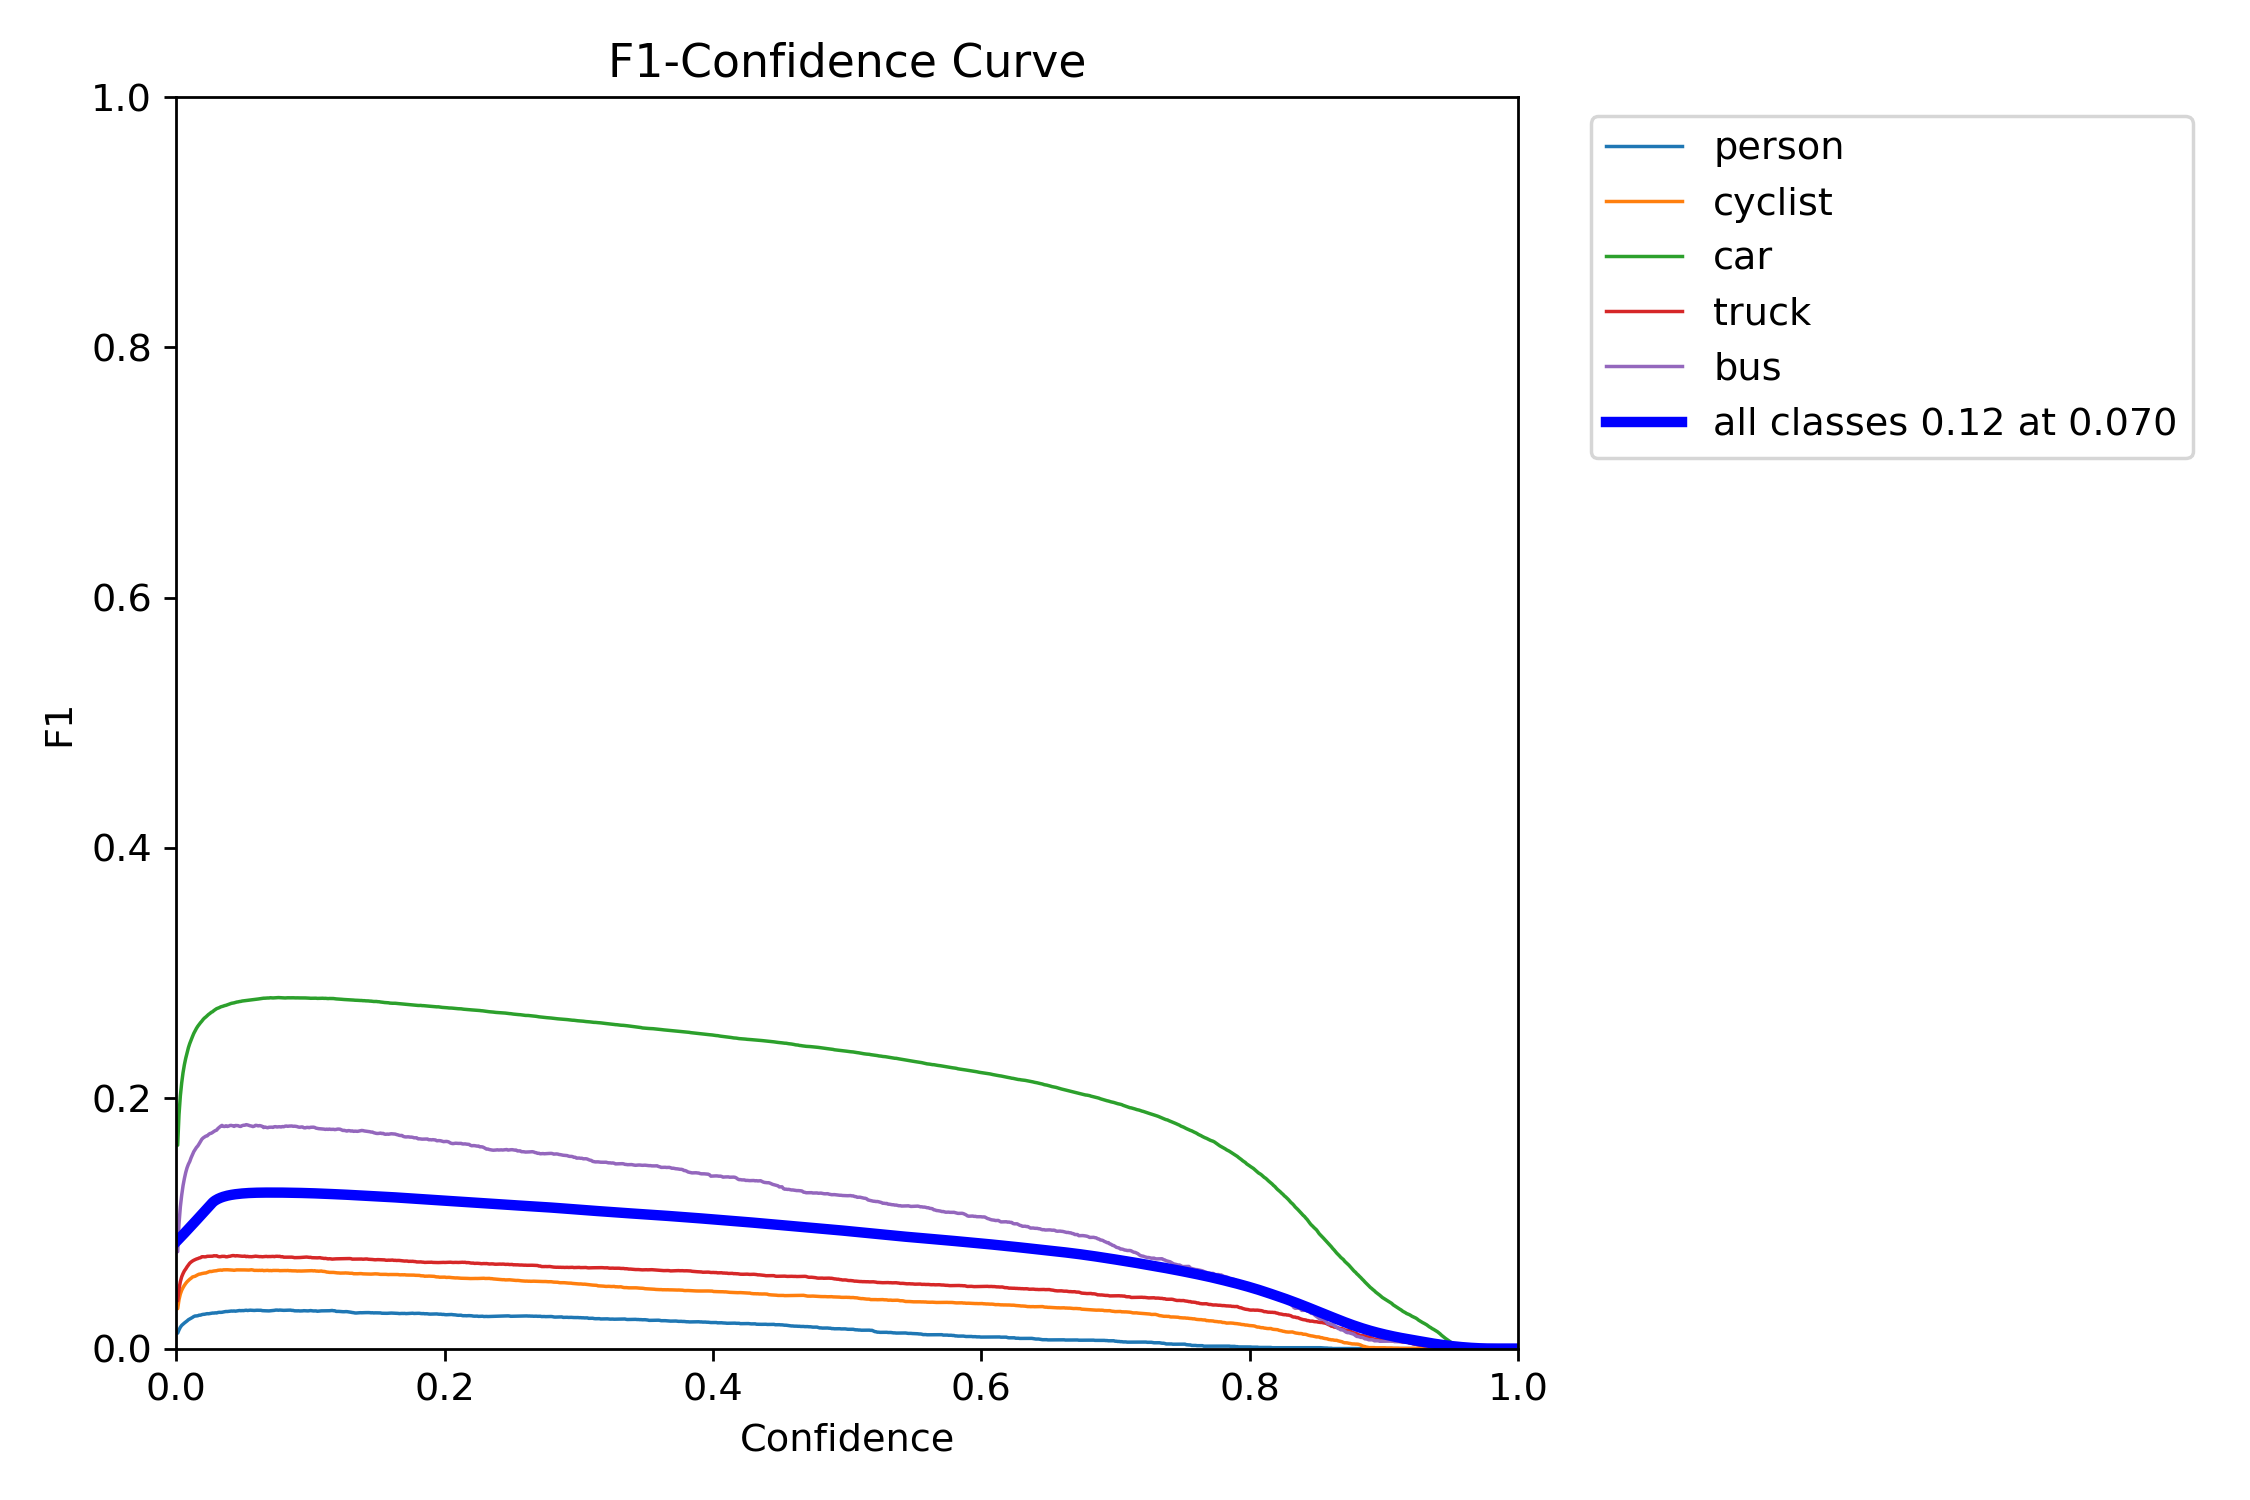 F1-Confidence Curve
1.0
0.8
0.6
0.4
0.2
0.0
F1
0.0 0.2 0.4 0.6 0.8 1.0
Confidence
person
cyclist
car
truck
bus
all classes 0.12 at 0.070